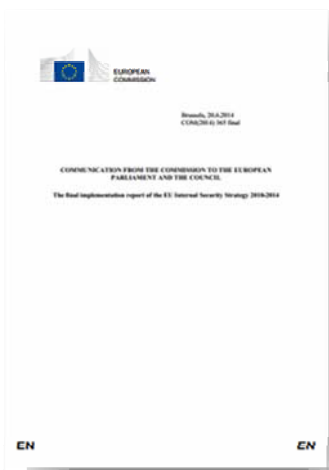 EUROPEAN
COMMISSION
Brussels, 20.6.2014
COM(2014) 365 final
COMMUNICATION FROM THE COMMISSION TO THE EUROPEAN
PARLIAMENT AND THE COUNCIL
The final implementation report of the EU Internal Security Strategy 2010-2014
EN
EN